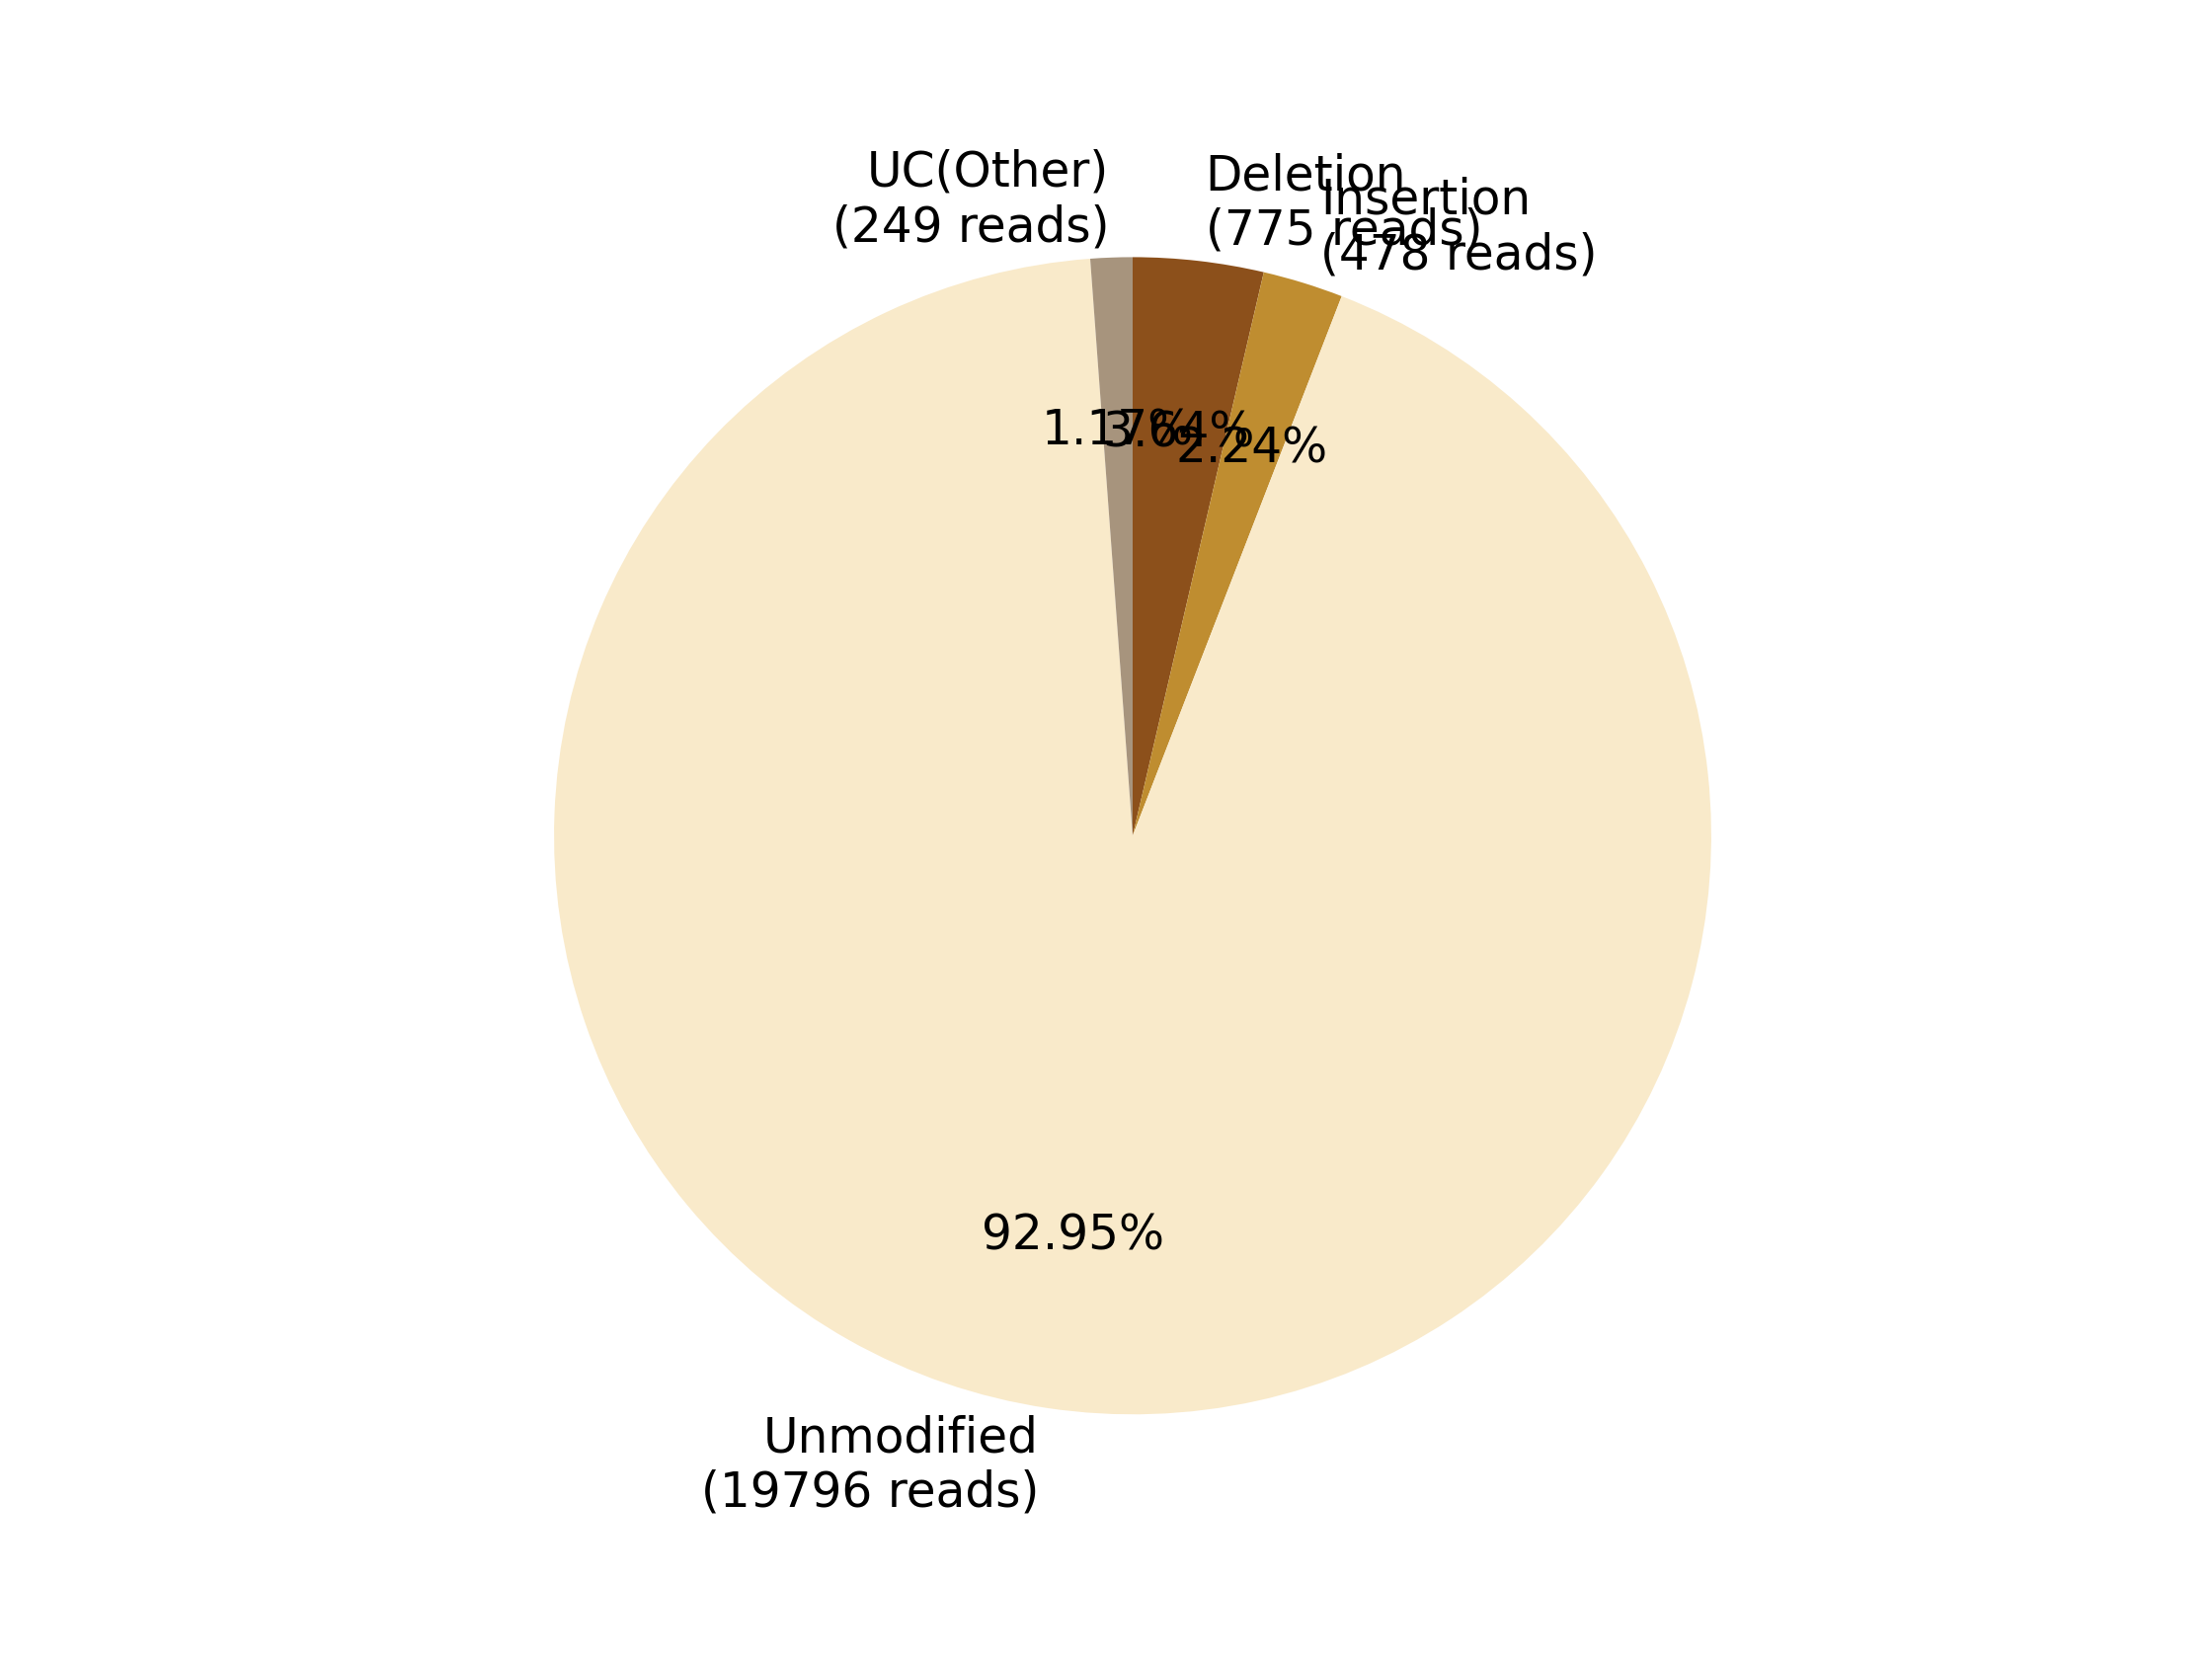 UC(Other)
(249 reads)
Deletion
(775 reads)
Insertion
(478 reads)
1.17%
3.64%
2.24%
92.95%
Unmodified
(19796 reads)